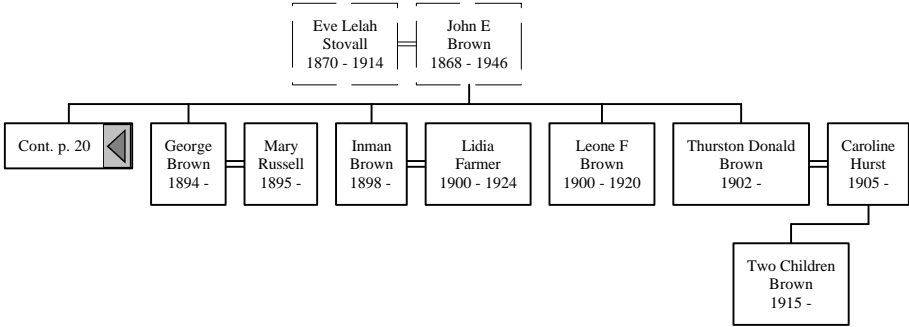 Eve Lelah
Stovall
1870 - 1914
John E
Brown
1868 - 1946
Cont. p. 20
George
Brown
1894 -
Mary
Russell
1895 -
Inman
Brown
1898 -
Lidia
Farmer
1900 - 1924
Leone F
Brown
1900 - 1920
Thurston Donald
Brown
1902 -
Caroline
Hurst
1905 -
Two Children
Brown
1915 -